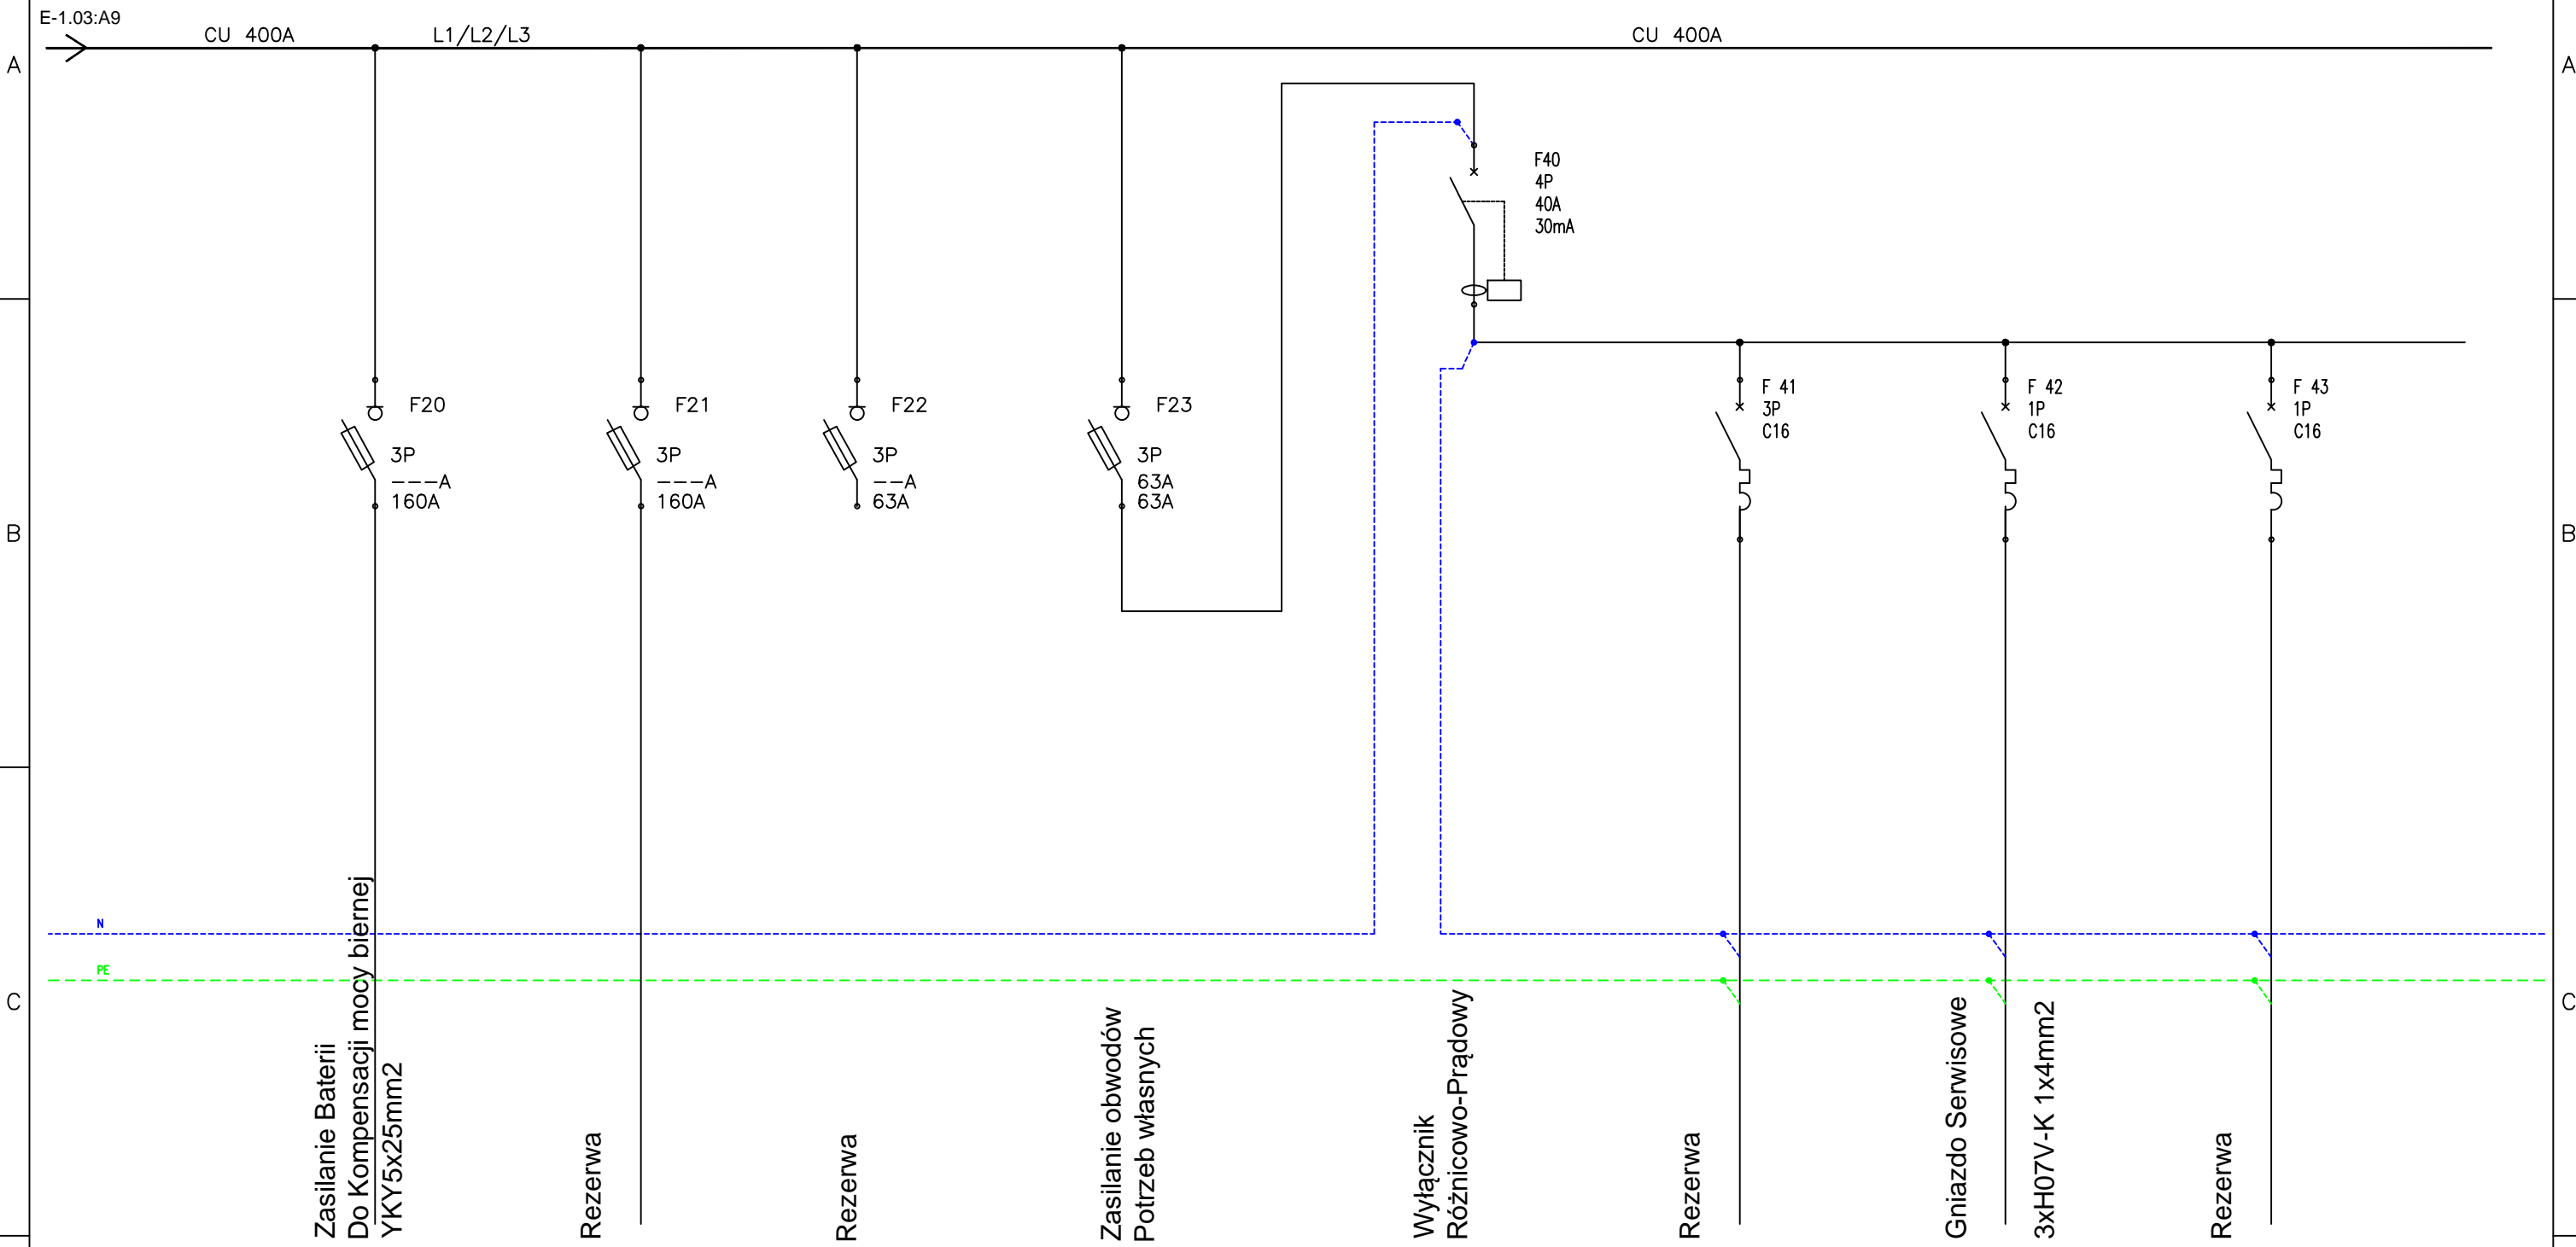 E-1.03:A9
CU 400A
L1/L2/L3
CU 400A
A
A
F40
4P
40A
30mA
F20
3P
---A
160A
F21
3P
---A
160A
F22
3P
--A
63A
F23
3P
63A
63A
F 41
3P
C16
F 42
1P
C16
F 43
1P
C16
B
B
N
PE
C
C
Zasilanie Baterii
Do Kompensacji mocy biernej
YKY5x25mm2
Rezerwa
Rezerwa
Zasilanie obwodów
Potrzeb własnych
Wyłącznik
Różnicowo-Prądowy
Rezerwa
Gniazdo Serwisowe
3xH07V-K 1x4mm2
Rezerwa